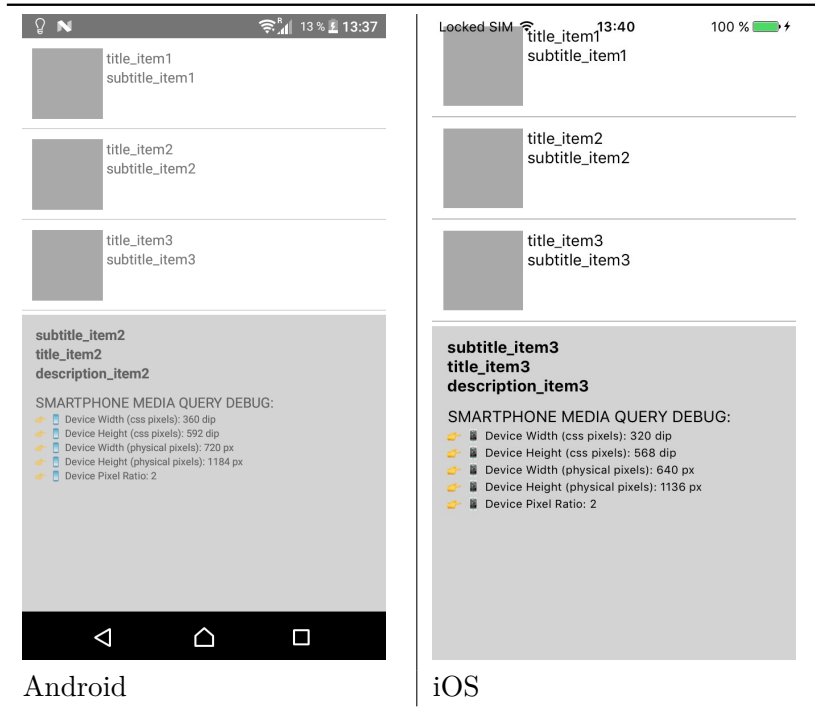 13 % 13:37
title_item1
subtitle_item1
title_item2
subtitle_item2
title_item3
subtitle_item3
subtitle_item2
title_item2
description_item2
SMARTPHONE MEDIA QUERY DEBUG:
👉 📱 Device Width (css pixels): 360 dip
👉 📱 Device Height (css pixels): 592 dip
👉 📱 Device Width (physical pixels): 720 px
👉 📱 Device Height (physical pixels): 1184 px
👉 📱 Device Pixel Ratio: 2
Android
Locked SIM 13:40 100 %
title_item1
subtitle_item1
title_item2
subtitle_item2
title_item3
subtitle_item3
subtitle_item3
title_item3
description_item3
SMARTPHONE MEDIA QUERY DEBUG:
👉 📱 Device Width (css pixels): 320 dip
👉 📱 Device Height (css pixels): 568 dip
👉 📱 Device Width (physical pixels): 640 px
👉 📱 Device Height (physical pixels): 1136 px
👉 📱 Device Pixel Ratio: 2
iOS